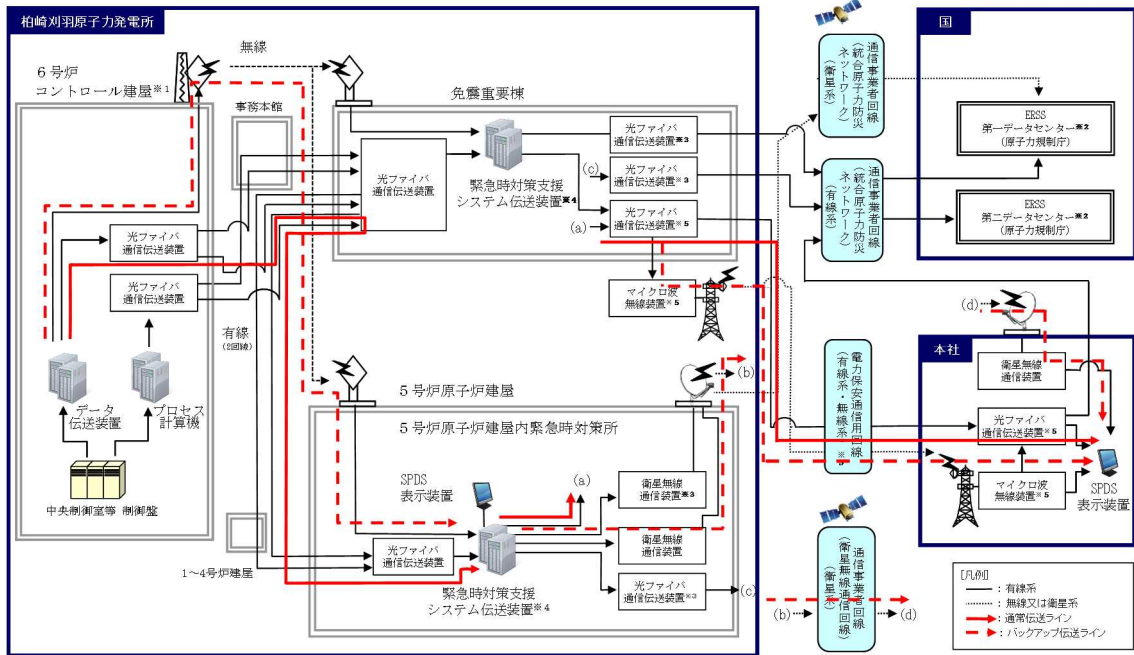 柏崎刈羽原子力発電所
6号炉
コントロール建屋※1
無線
事務本館
免震重要棟
光ファイバ
通信伝送装置
緊急時対策支援
システム伝送装置※4
光ファイバ
通信伝送装置※3
(c)
光ファイバ
通信伝送装置※3
(a)
光ファイバ
通信伝送装置※5
マイクロ波
無線装置※5
光ファイバ
通信伝送装置
光ファイバ
通信伝送装置
有線
(2回線)
データ
伝送装置
プロセス
計算機
中央制御室等 制御盤
1～4号炉建屋
5号炉原子炉建屋
5号炉原子炉建屋内緊急時対策所
SPDS
表示装置
(a)
(b)
光ファイバ
通信伝送装置
緊急時対策支援
システム伝送装置※4
衛星無線
通信装置※3
衛星無線
通信装置
光ファイバ
通信伝送装置※3
(c)
通信事業者回線
(統合原子力防災
ネットワーク)
(衛星系)
通信事業者回線
(統合原子力防災
ネットワーク)
(有線系)
電力保安通信用回線
(有線系・無線系)※5
通信事業者回線
(衛星無線通信回線)
(衛星系)
(b)
(d)
国
ERSS
第一データセンター※2
(原子力規制庁)
ERSS
第二データセンター※2
(原子力規制庁)
(d)
本社
衛星無線
通信装置
光ファイバ
通信伝送装置※5
マイクロ波
無線装置※5
SPDS
表示装置
[凡例]
：有線系
：無線又は衛星系
：通常伝送ライン
：バックアップ伝送ライン